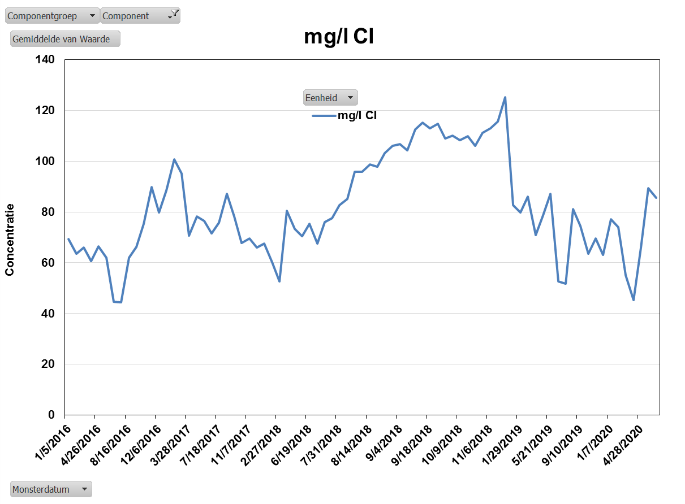 Componentgroep Component
Gemiddelde van Waarde
mg/l Cl
140
120
100
80
60
40
20
0
Concentratie
Eenheid
mg/l Cl
1/5/2016 4/26/2016 8/16/2016 12/6/2016 3/28/2017 7/18/2017 11/7/2017 2/27/2018 6/19/2018 7/31/2018 8/14/2018 9/4/2018 9/18/2018 10/9/2018 11/6/2018 1/29/2019 5/21/2019 9/10/2019 1/7/2020 4/28/2020
Monsterdatum